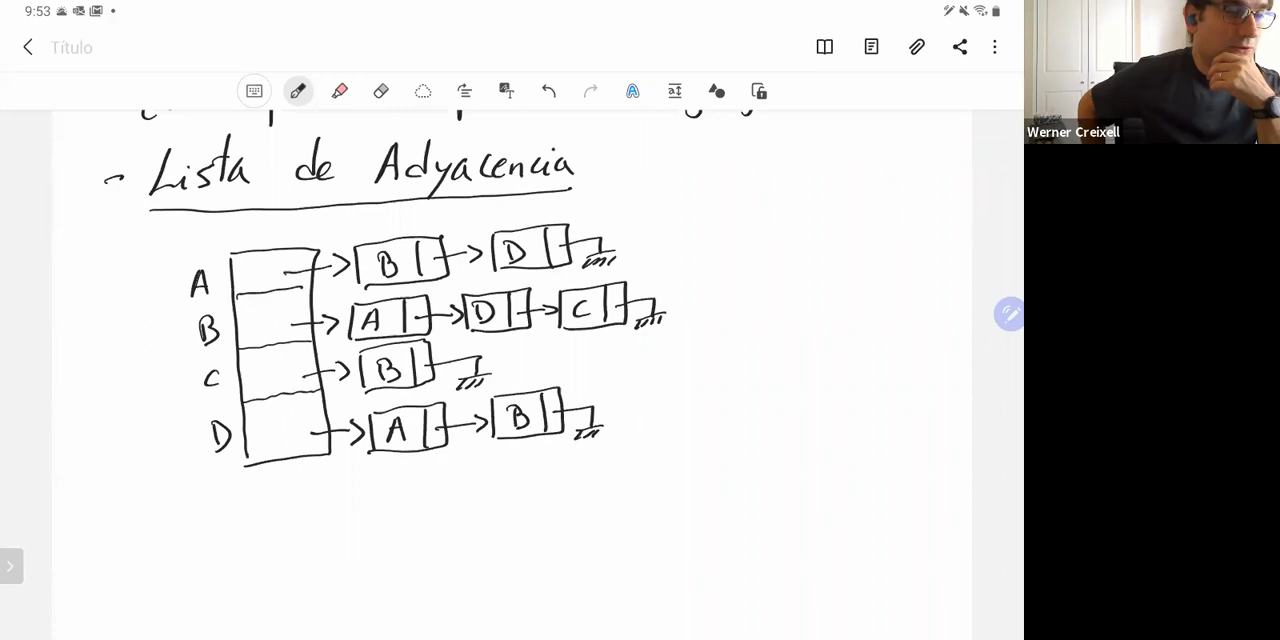 9:53
Título
Werner Creixell
- Lista de Adyacencia
A B D
B A D C
C B
D A B